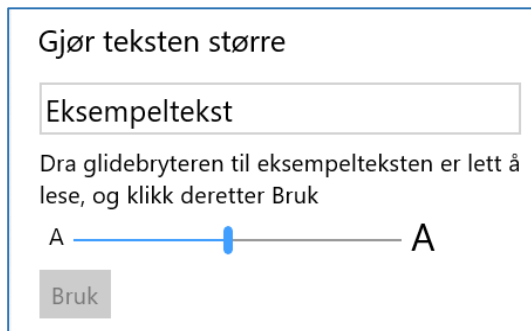 Gjør teksten større
Eksempeltekst
Dra glidebryteren til eksempelteksten er lett å
lese, og klikk deretter Bruk
A A
Bruk